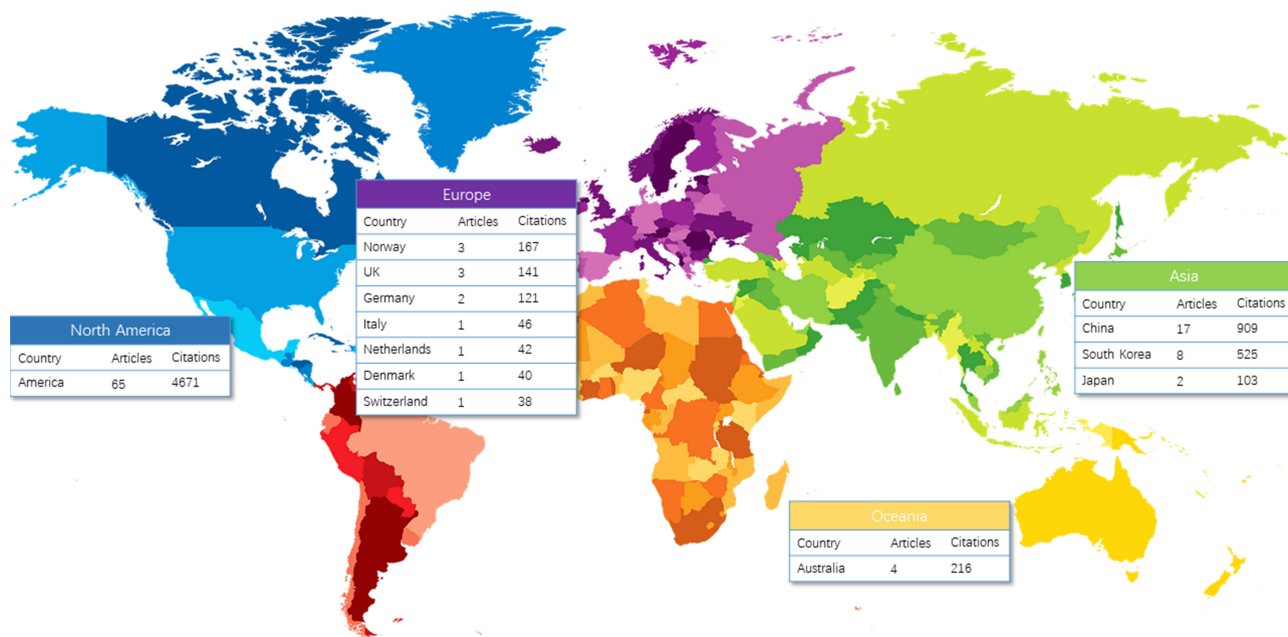 Europe
Country Articles Citations
Norway 3 167
UK 3 141
Germany 2 121
Italy 1 46
Netherlands 1 42
Denmark 1 40
Switzerland 1 38
North America
Country Articles Citations
America 65 4671
Asia
Country Articles Citations
China 17 909
South Korea 8 525
Japan 2 103
Oceania
Country Articles Citations
Australia 4 216